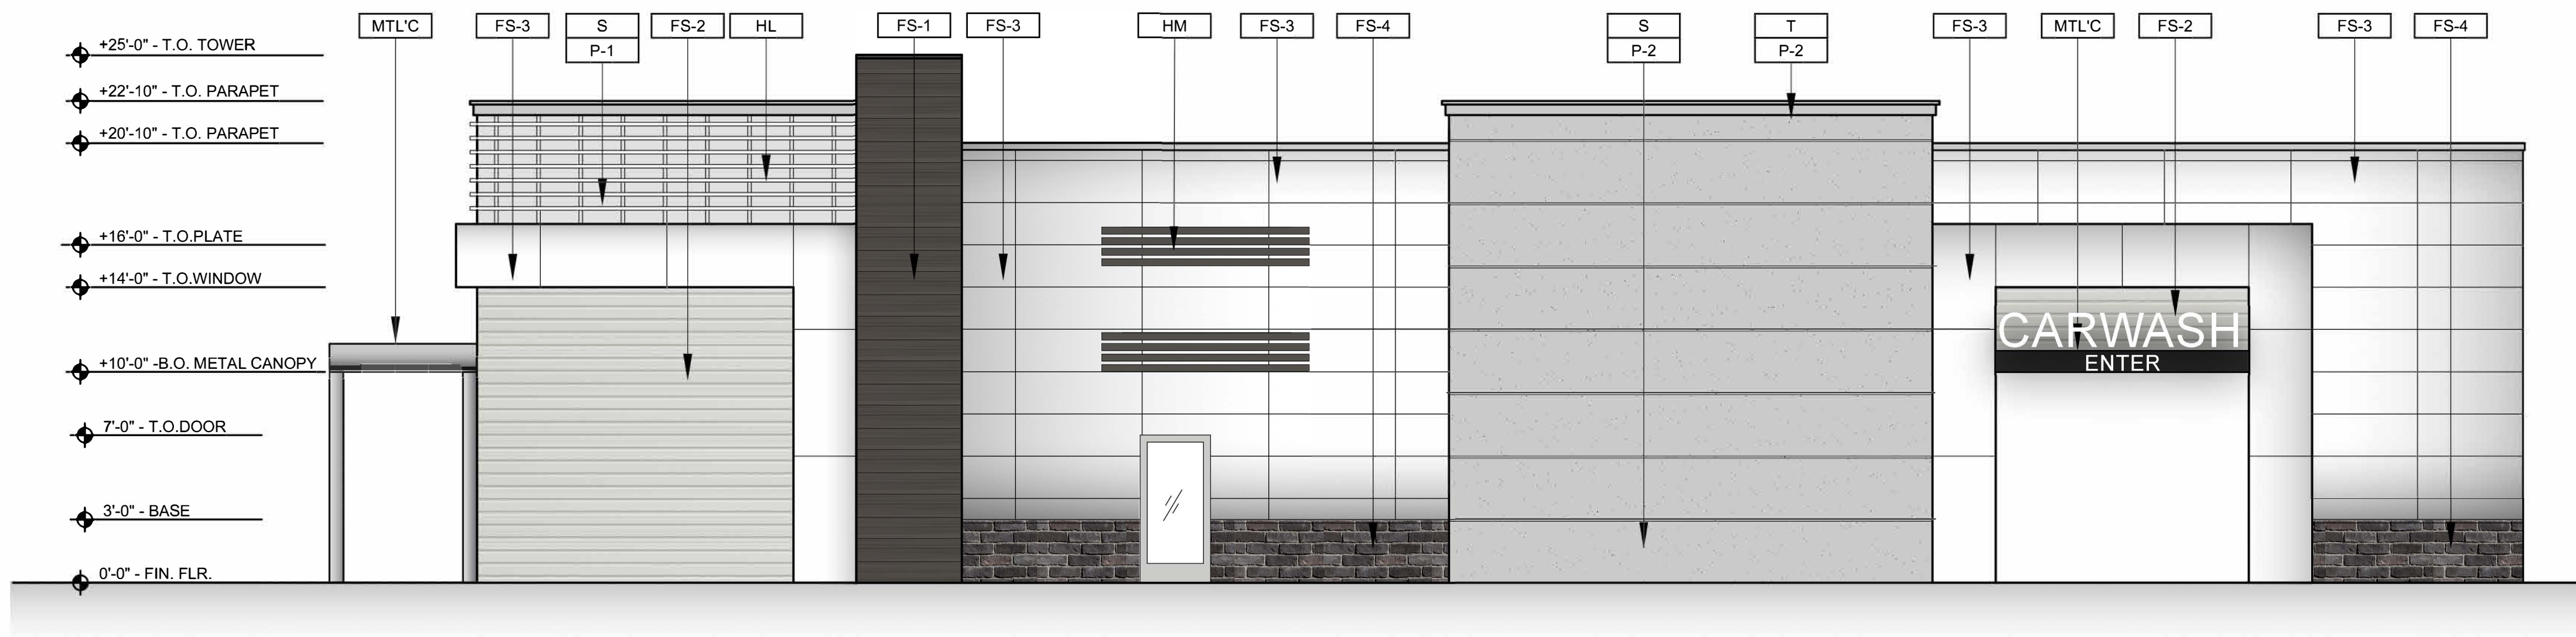 MTL'C
FS-3
S
P-1
FS-2
HL
FS-1
FS-3
HM
FS-3
FS-4
S
P-2
T
P-2
FS-3
MTL'C
FS-2
FS-3
FS-4
+25'-0" - T.O. TOWER
+22'-10" - T.O. PARAPET
+20'-10" - T.O. PARAPET
+16'-0" - T.O.PLATE
+14'-0" - T.O.WINDOW
+10'-0" -B.O. METAL CANOPY
7'-0" - T.O.DOOR
3'-0" - BASE
0'-0" - FIN. FLR.
CARWASH
ENTER